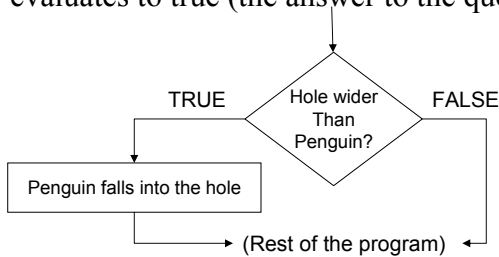 evaluates to true (the answer to the
TRUE
Hole wider
Than
Penguin?
FALSE
Penguin falls into the hole
(Rest of the program)